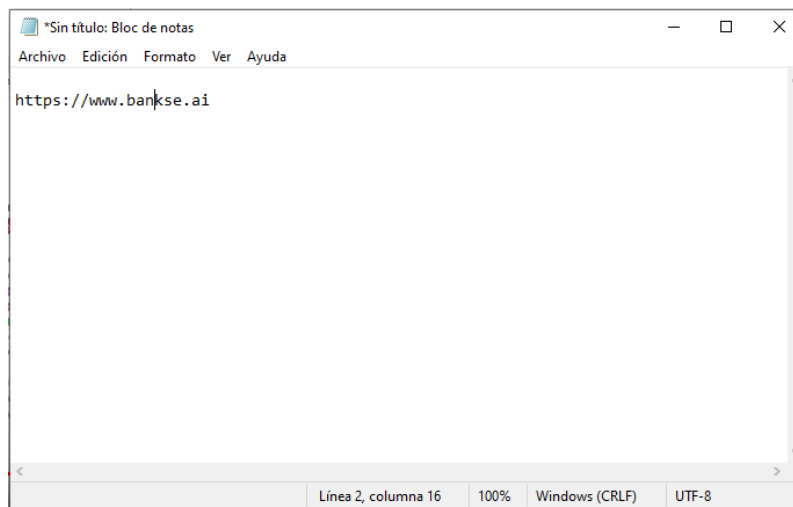 *Sin título: Bloc de notas
Archivo Edición Formato Ver Ayuda
https://www.bankse.ai
Línea 2, columna 16 100% Windows (CRLF) UTF-8